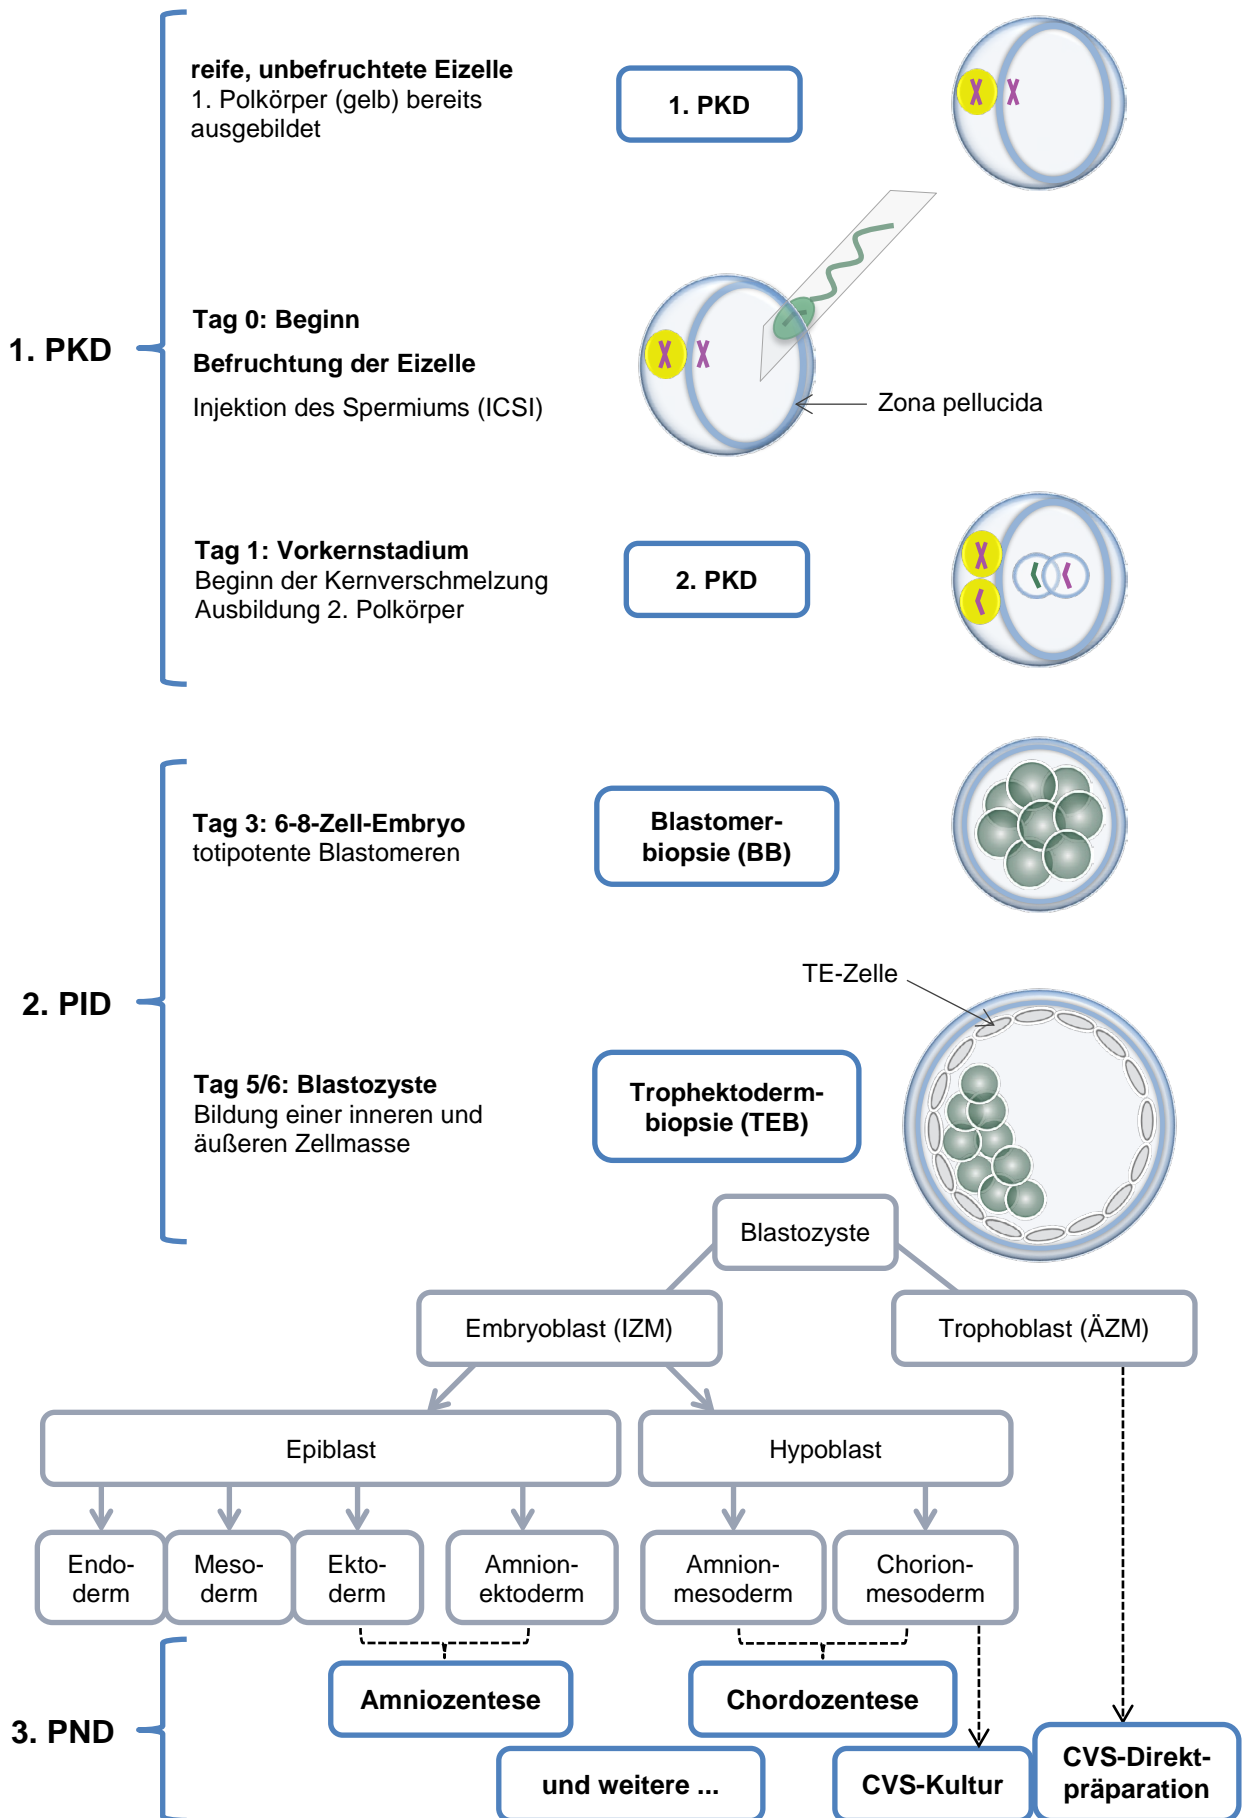 reife, unbefruchtete Eizelle
1. Polkörper (gelb) bereits
ausgebildet
1. PKD
1. PKD
Tag 0: Beginn
Befruchtung der Eizelle
Injektion des Spermiums (ICSI)
Zona pellucida
Tag 1: Vorkernstadium
Beginn der Kernverschmelzung
Ausbildung 2. Polkörper
2. PKD
2. PID
Tag 3: 6-8-Zell-Embryo
totipotente Blastomeren
Blastomer-
biopsie (BB)
TE-Zelle
Tag 5/6: Blastozyste
Bildung einer inneren und
äußeren Zellmasse
Trophektoderm-
biopsie (TEB)
Blastozyste
Embryoblast (IZM)
Trophoblast (ÄZM)
Epiblast
Hypoblast
Endo-
derm
Meso-
derm
Ekto-
derm
Amnion-
ektoderm
Amnion-
mesoderm
Chorion-
mesoderm
3. PND
Amniozentese
Chordozentese
und weitere ...
CVS-Kultur
CVS-Direkt-
präparation